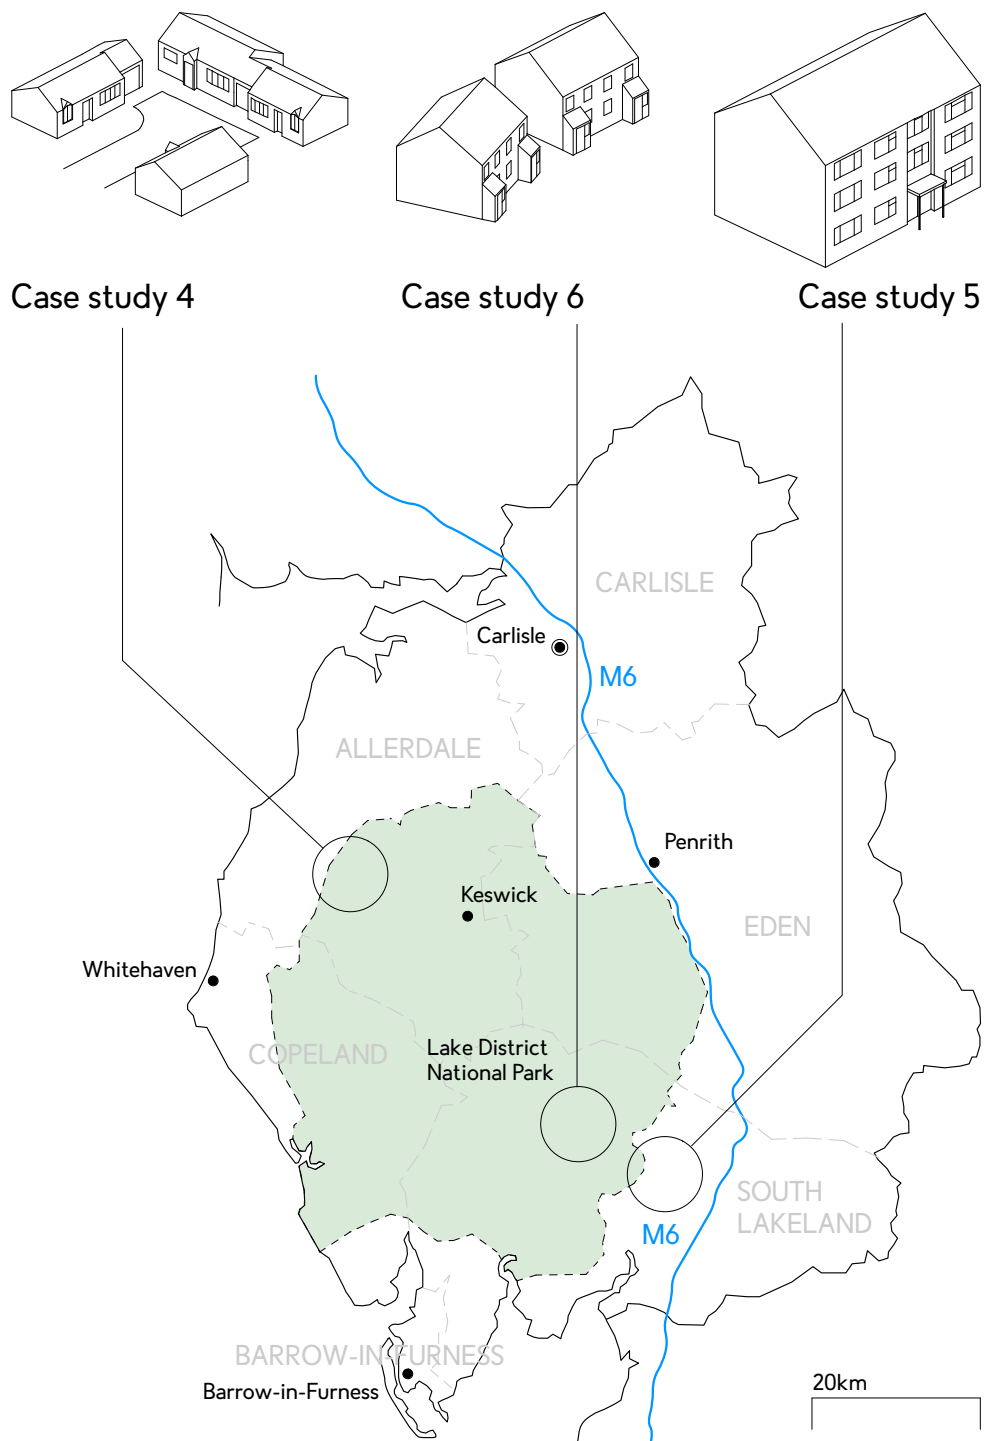 Case study 4
Case study 6
Case study 5
CARLISLE
Carlisle
M6
ALLERDALE
Penrith
Keswick
EDEN
Whitehaven
COPELAND
Lake District
National Park
SOUTH
LAKELAND
M6
BARROW-IN-FURNESS
Barrow-in-Furness
20km